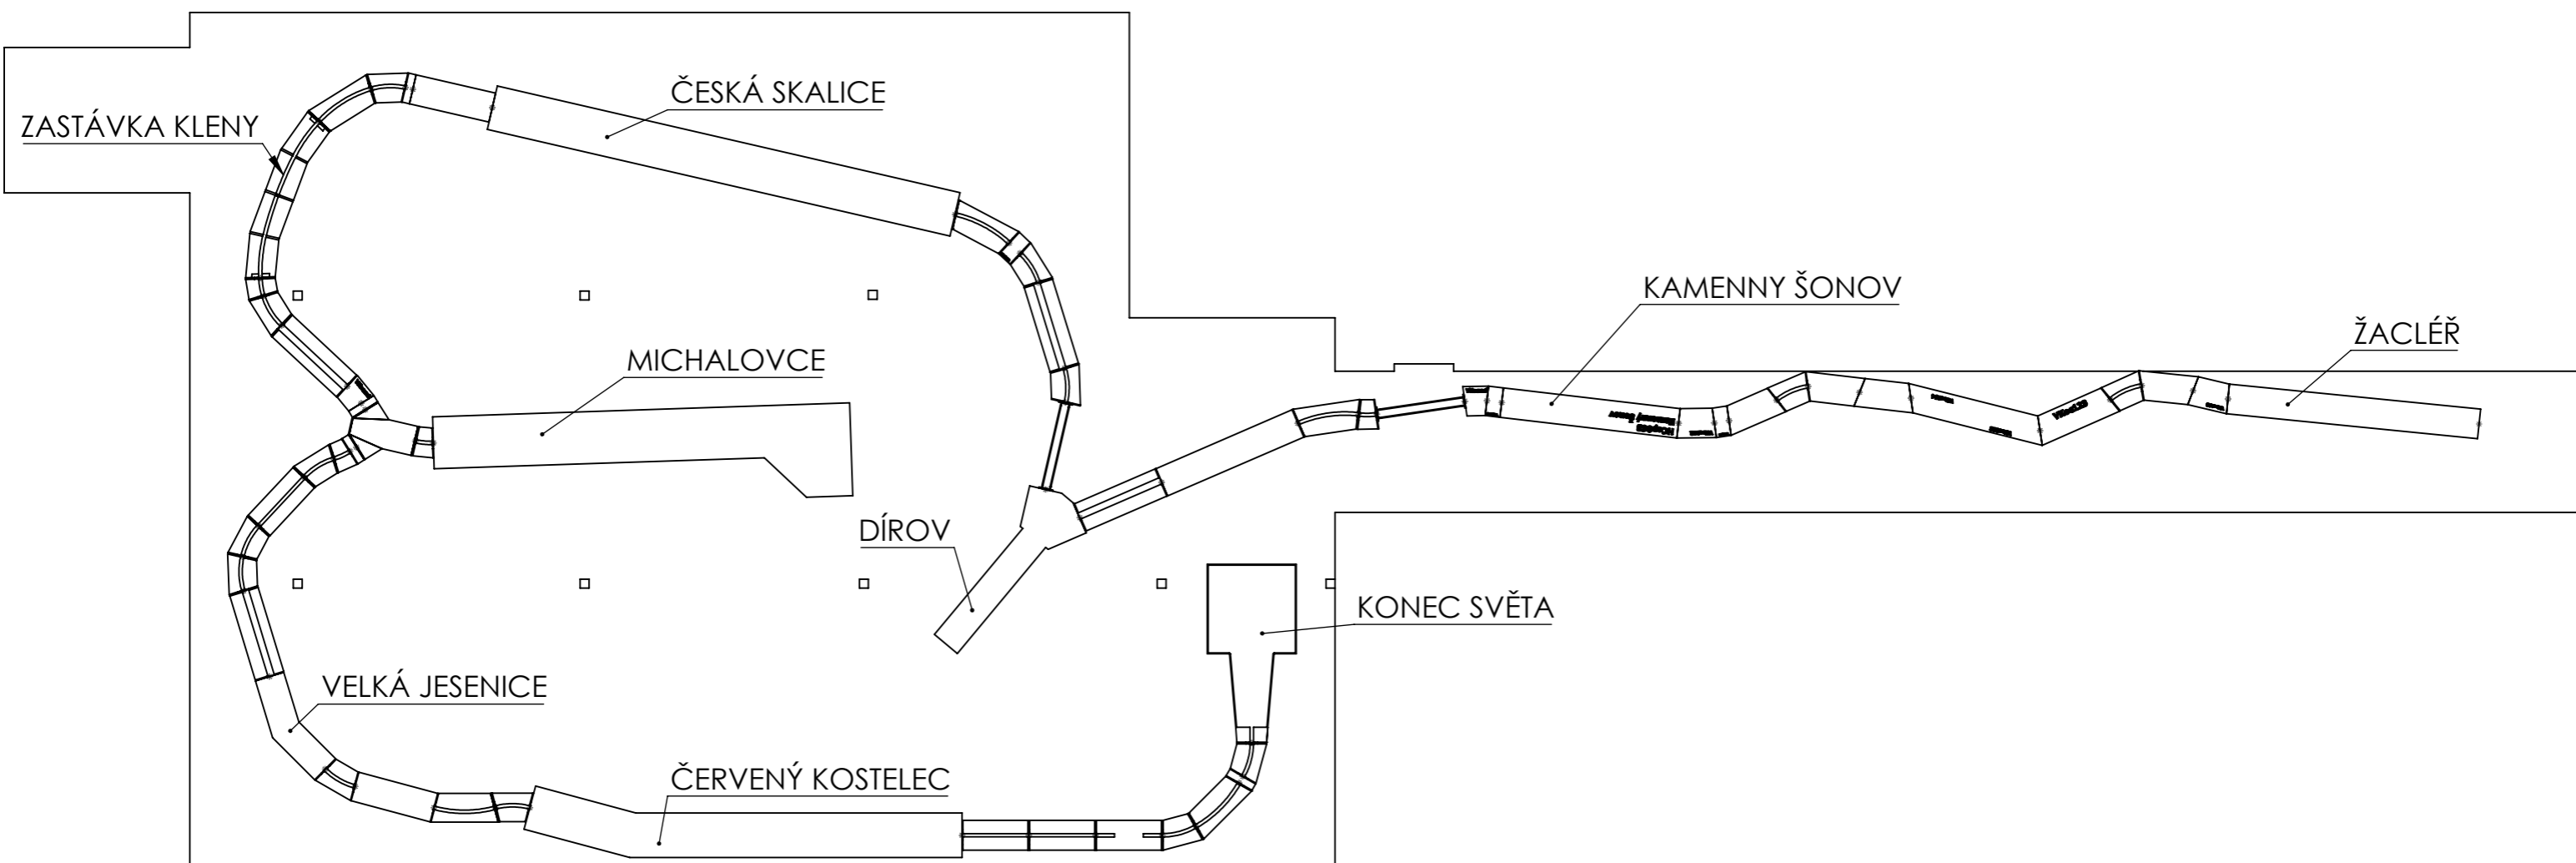 ČESKÁ SKALICE
ZASTÁVKA KLENY
KAMENNY ŠONOV
ŽACLÉŘ
MICHALOVCE
DÍROV
KONEC SVĚTA
VELKÁ JESENICE
ČERVENÝ KOSTELEC